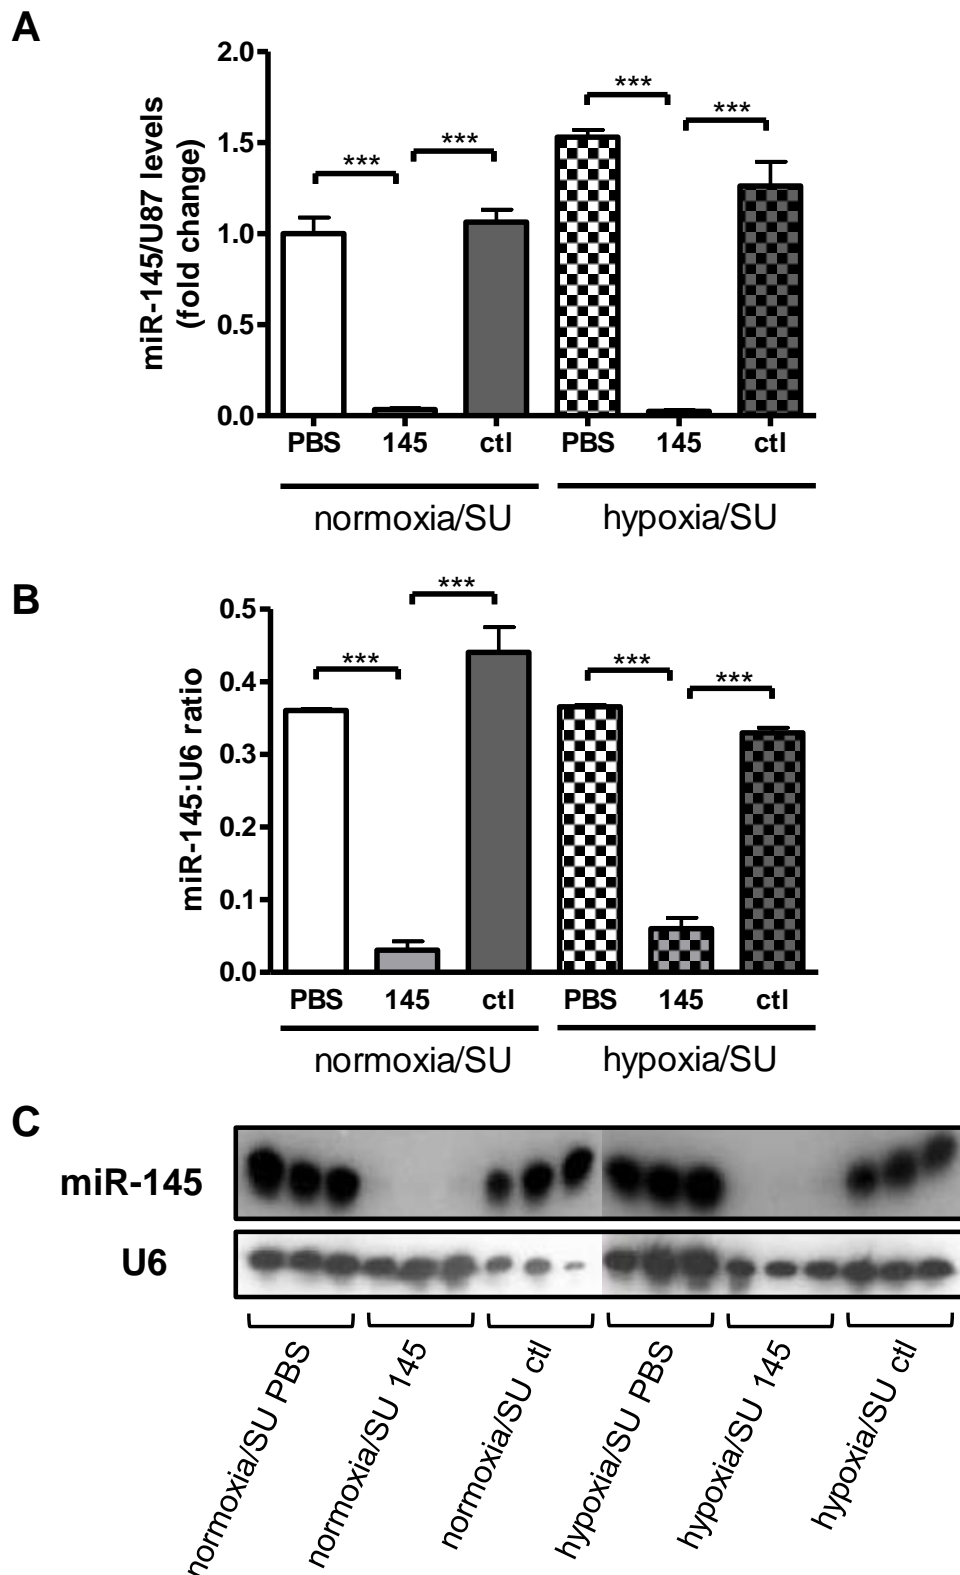 A
miR-145/U87 levels
(fold change)
2.0
1.5
1.0
0.5
0.0
***
***
***
***
PBS 145 ctl PBS 145 ctl
normoxia/SU hypoxia/SU
B
miR-145:U6 ratio
0.5
0.4
0.3
0.2
0.1
0.0
***
***
***
***
PBS 145 ctl PBS 145 ctl
normoxia/SU hypoxia/SU
C
miR-145
U6
normoxia/SU PBS
normoxia/SU 145
normoxia/SU ctl
hypoxia/SU PBS
hypoxia/SU 145
hypoxia/SU ctl